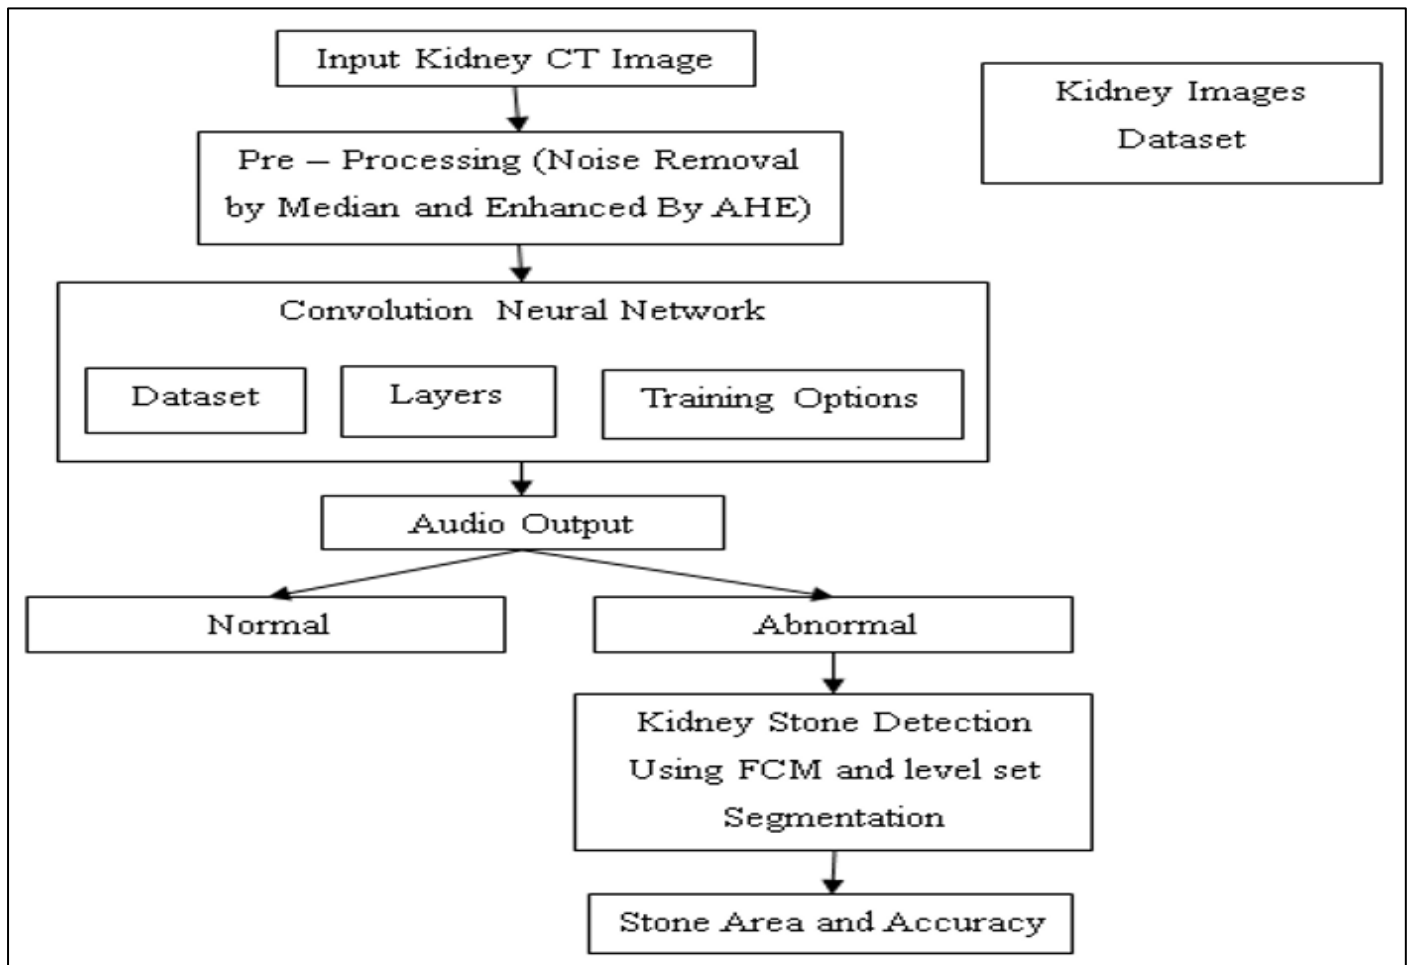 Input Kidney CT Image
Kidney Images
Dataset
Pre – Processing (Noise Removal
by Median and Enhanced By AHE)
Convolution Neural Network
Dataset
Layers
Training Options
Audio Output
Normal
Abnormal
Kidney Stone Detection
Using FCM and level set
Segmentation
Stone Area and Accuracy